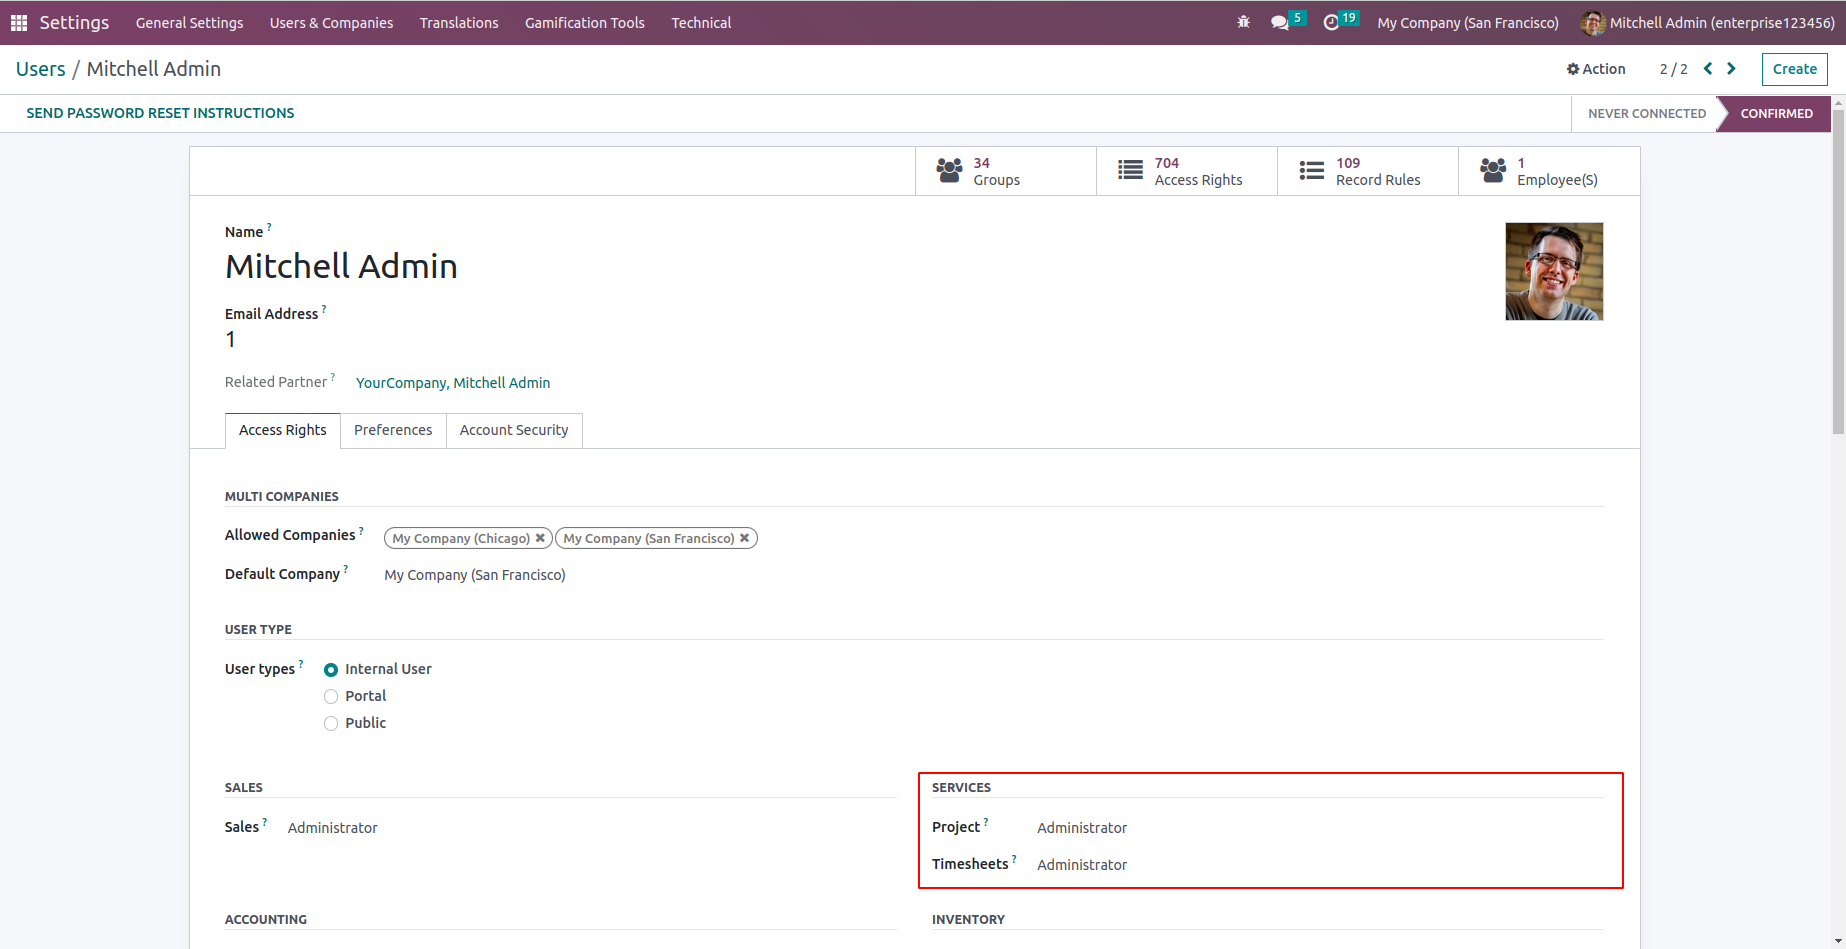 Settings General Settings Users & Companies Translations Gamification Tools Technical 5 19 My Company (San Francisco) Mitchell Admin (enterprise123456)
Users / Mitchell Admin Action 2 / 2 Create
SEND PASSWORD RESET INSTRUCTIONS NEVER CONNECTED CONFIRMED
34 704 109 1
Groups Access Rights Record Rules Employee(S)
Name ?
Mitchell Admin
Email Address ?
1
Related Partner ? YourCompany, Mitchell Admin
Access Rights Preferences Account Security
MULTI COMPANIES
Allowed Companies ? My Company (Chicago) ✖ My Company (San Francisco) ✖
Default Company ? My Company (San Francisco)
USER TYPE
User types ? Internal User
Portal
Public
SALES SERVICES
Sales ? Administrator Project ? Administrator
Timesheets ? Administrator
ACCOUNTING INVENTORY